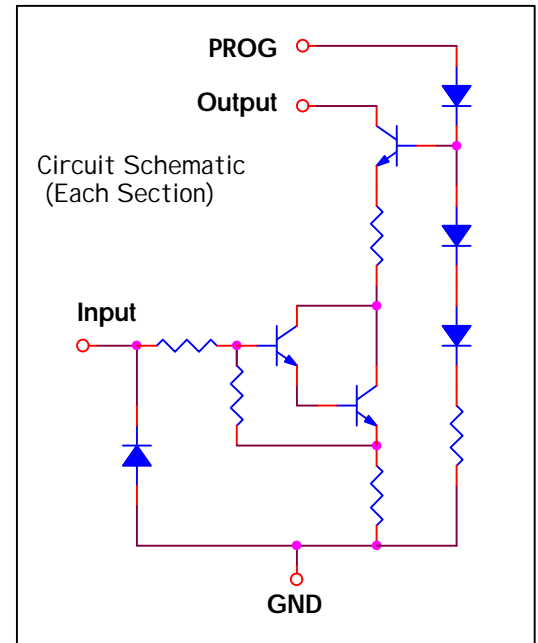 PROG
Output
Circuit Schematic
(Each Section)
Input
GND